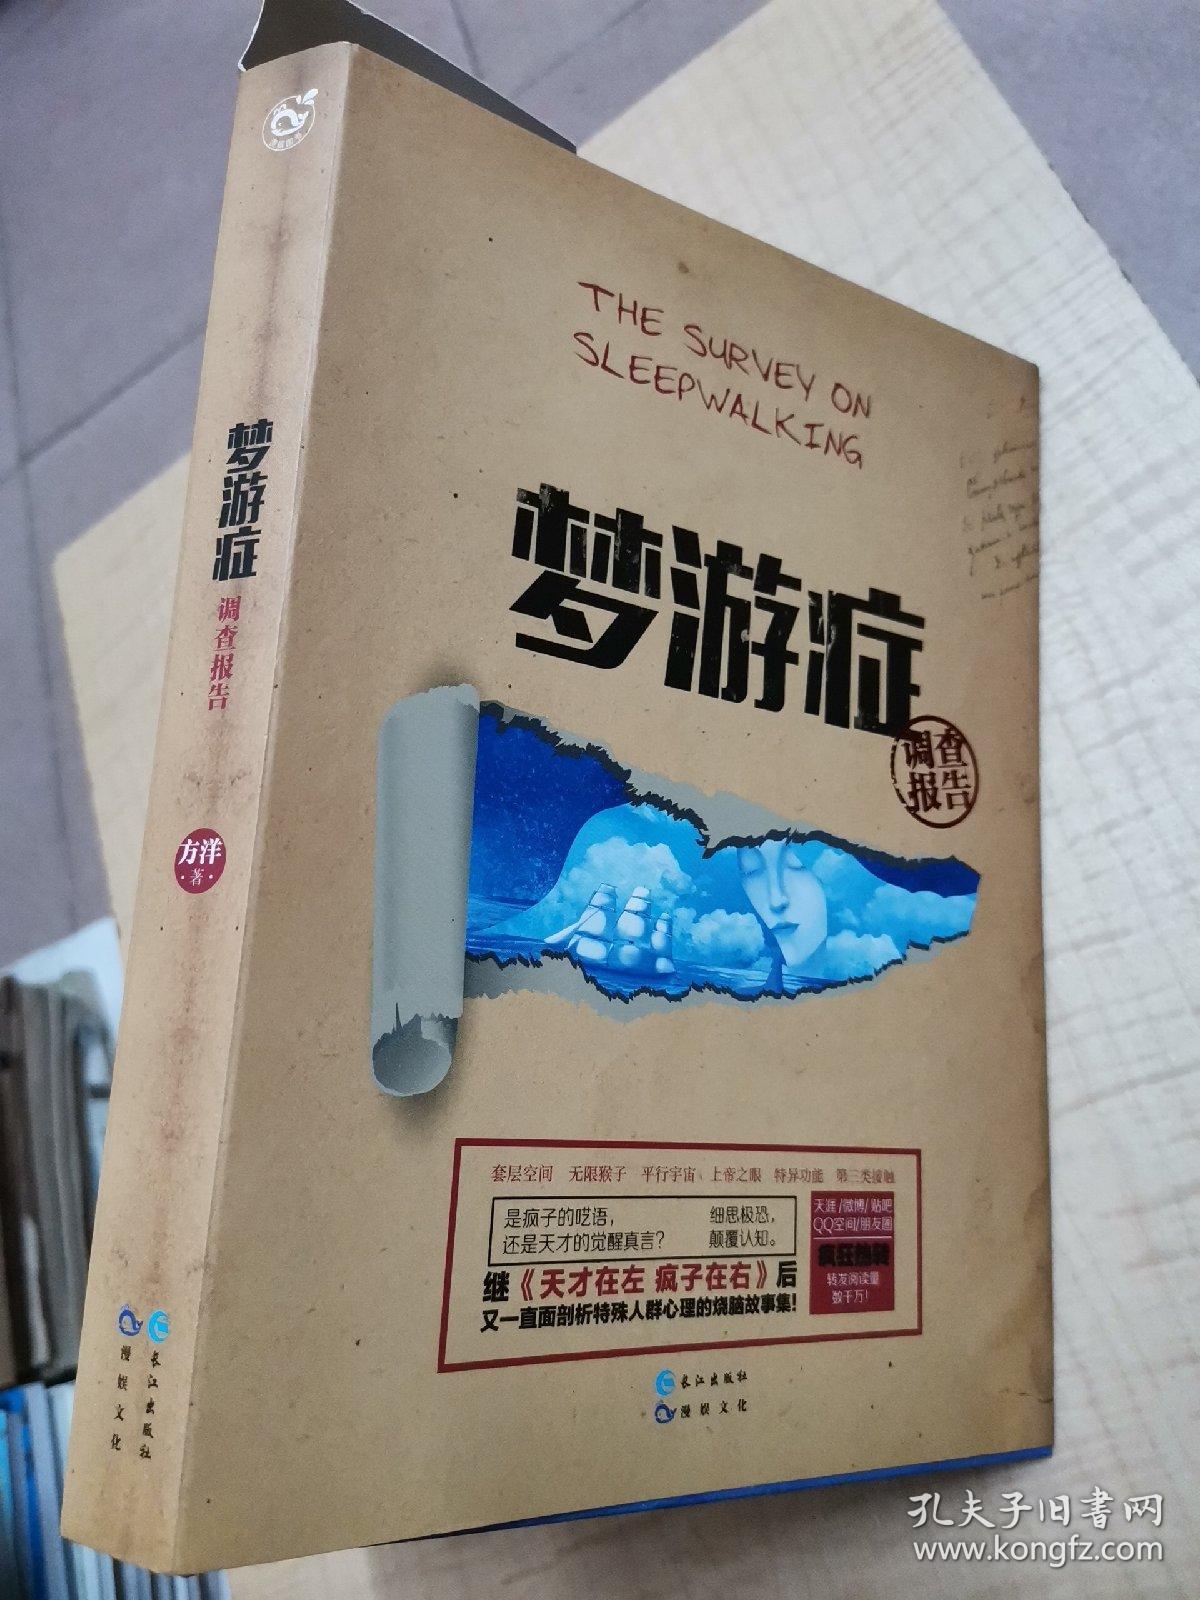 漫娱图书
梦游症
调查报告
方洋
·著·
漫娱文化
长江出版社
THE SURVEY ON
SLEEPWALKING
梦游症
调查
报告
套层空间 无限猴子 平行宇宙 上帝之眼 特异功能 第三类接触
是疯子的呓语， 细思极恐，
还是天才的觉醒真言？ 颠覆认知。
天涯/微博/贴吧
QQ空间/朋友圈
疯狂热转
转发阅读量
数千万！
继《天才在左 疯子在右》后
又一直面剖析特殊人群心理的烧脑故事集！
长江出版社
漫娱文化
孔夫子旧书网
www.kongfz.com